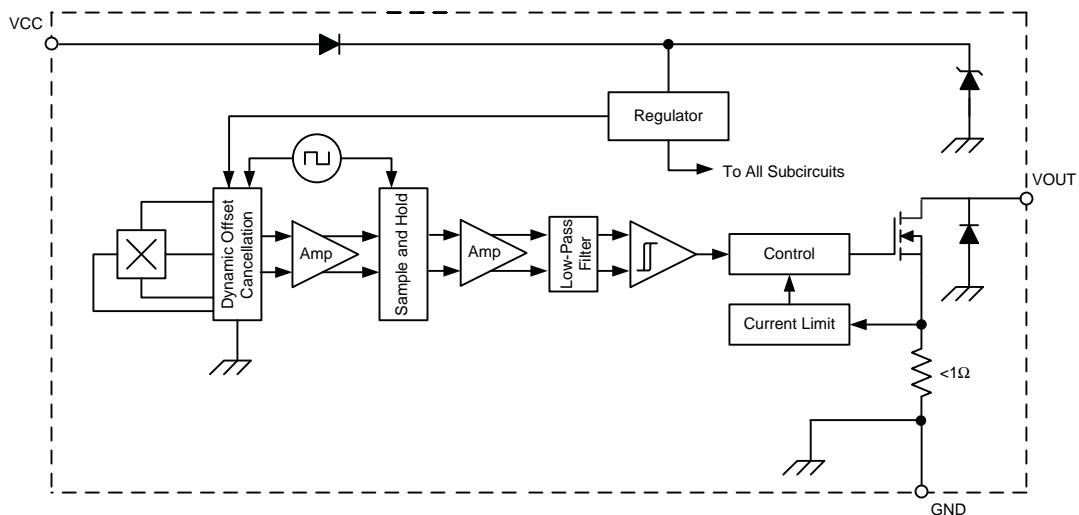 VCC
Regulator
To All Subcircuits
VOUT
Dynamic Offset
Cancellation
Amp
Sample and Hold
Amp
Low-Pass
Filter
Control
Current Limit
<1Ω
GND